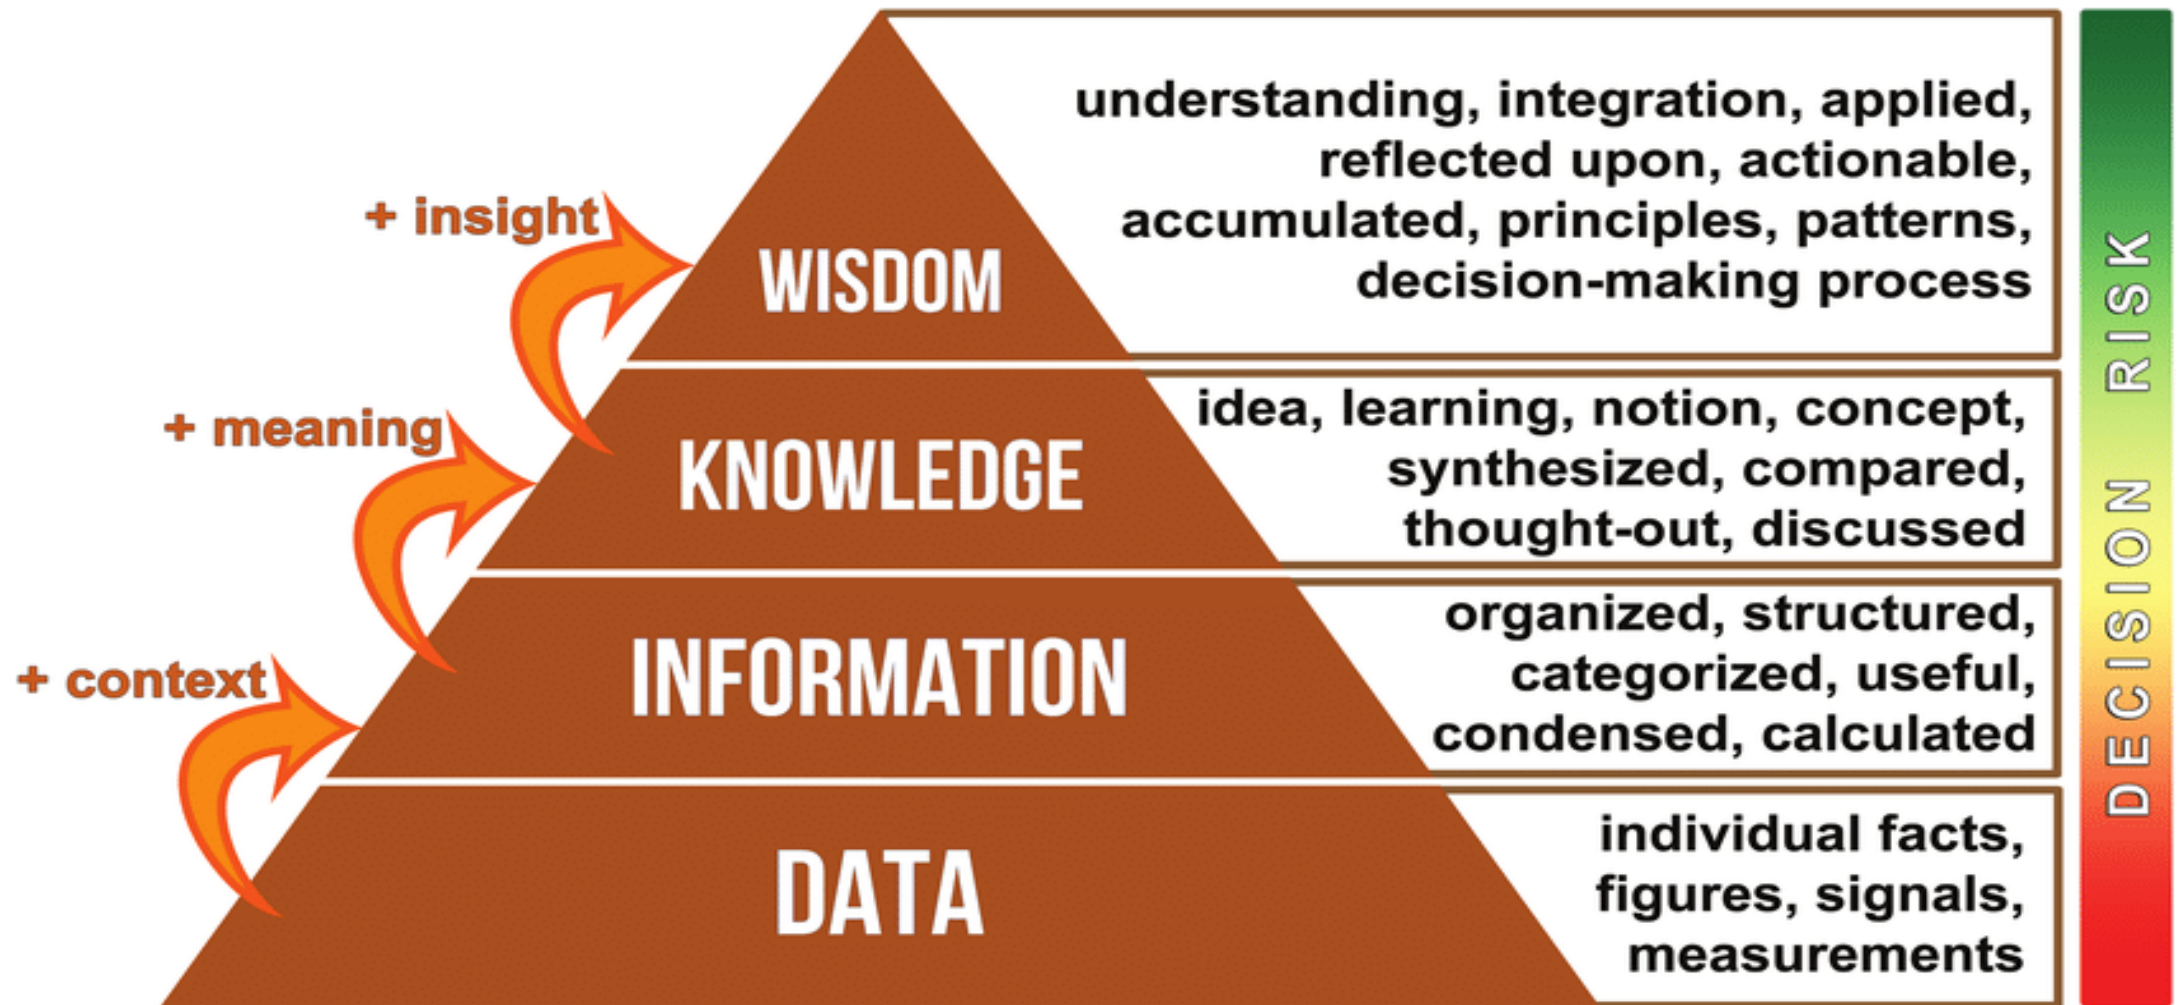 understanding, integration, applied,
reflected upon, actionable,
accumulated, principles, patterns,
decision-making process
+ insight
WISDOM
idea, learning, notion, concept,
synthesized, compared,
thought-out, discussed
+ meaning
KNOWLEDGE
organized, structured,
categorized, useful,
condensed, calculated
+ context
INFORMATION
individual facts,
figures, signals,
measurements
DATA
DECISION RISK